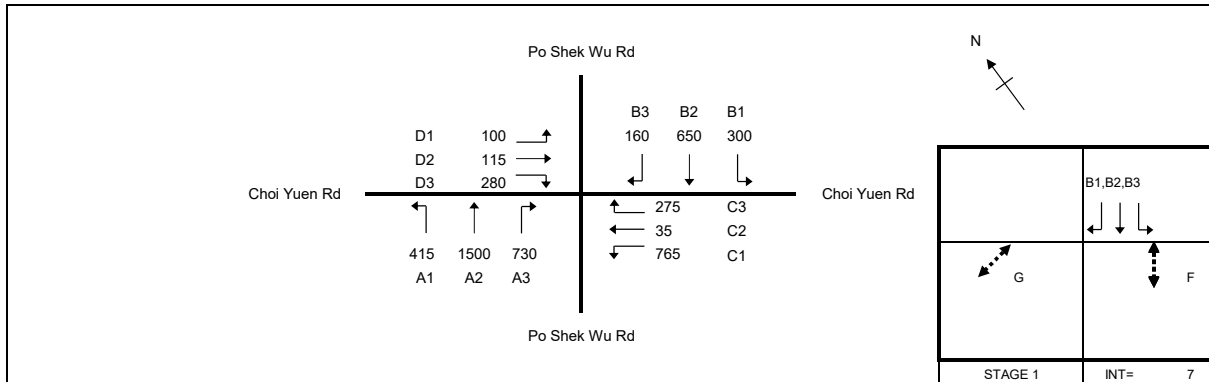 N
Po Shek Wu Rd
B3 B2 B1
D1 100 160 650 300
D2 115
D3 280
B1,B2,B3
Choi Yuen Rd Choi Yuen Rd
275 C3
35 C2
415 1500 730 765 C1
A1 A2 A3
G F
Po Shek Wu Rd
STAGE 1 INT= 7